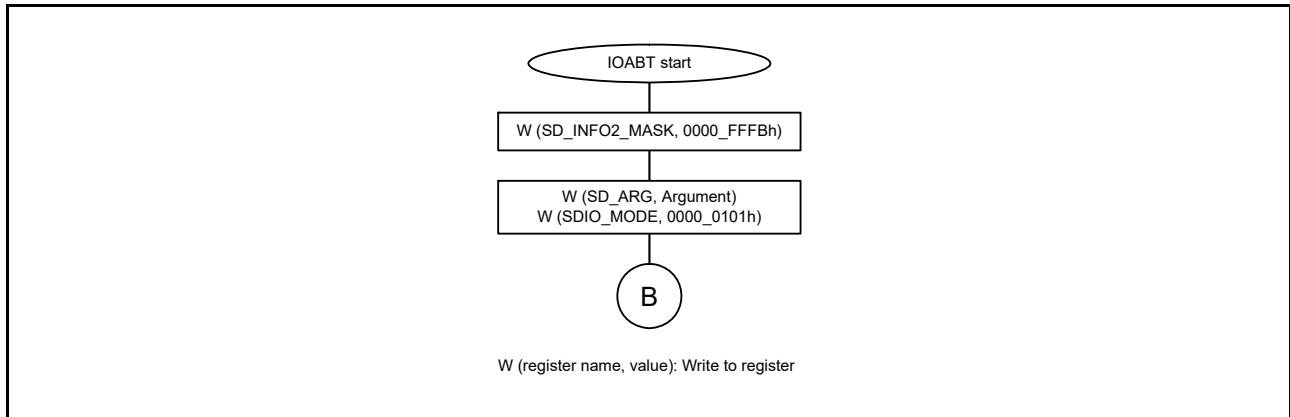 IOABT start
W (SD_INFO2_MASK, 0000_FFFBh)
W (SD_ARG, Argument)
W (SDIO_MODE, 0000_0101h)
B
W (register name, value): Write to register